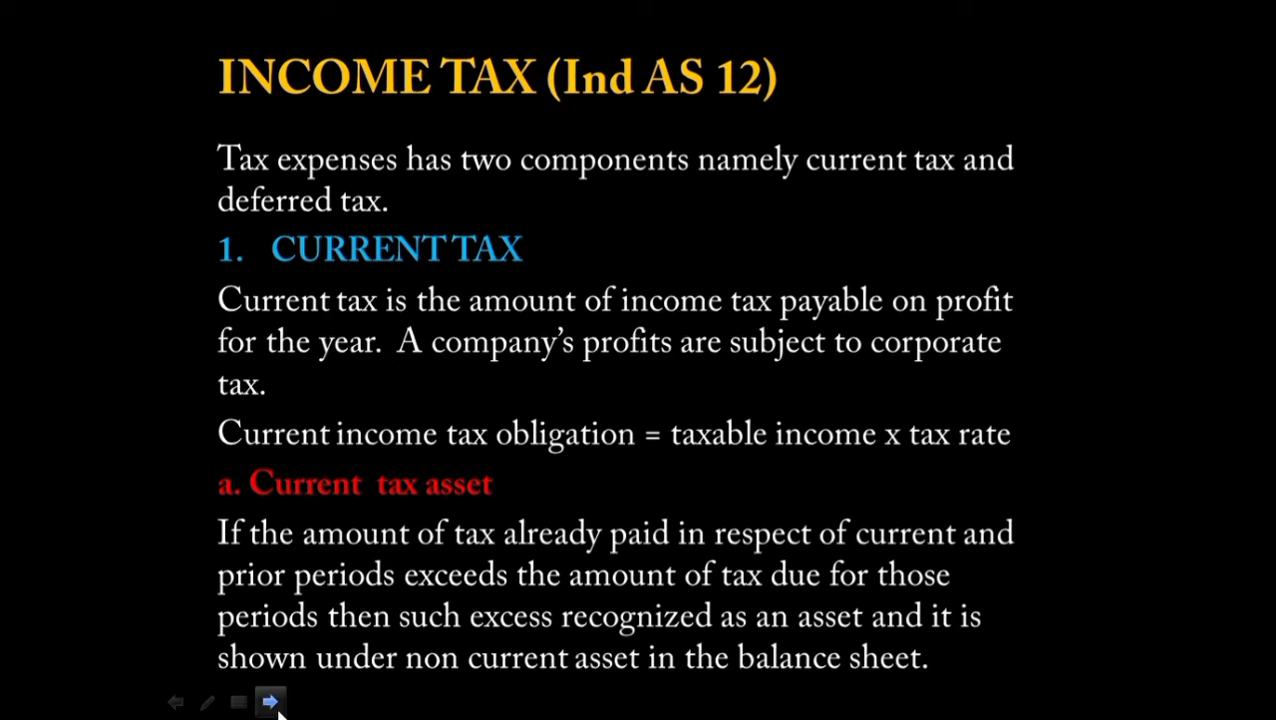 INCOME TAX (Ind AS 12)
Tax expenses has two components namely current tax and
deferred tax.
1. CURRENT TAX
Current tax is the amount of income tax payable on profit
for the year. A company’s profits are subject to corporate
tax.
Current income tax obligation = taxable income x tax rate
a. Current tax asset
If the amount of tax already paid in respect of current and
prior periods exceeds the amount of tax due for those
periods then such excess recognized as an asset and it is
shown under non current asset in the balance sheet.